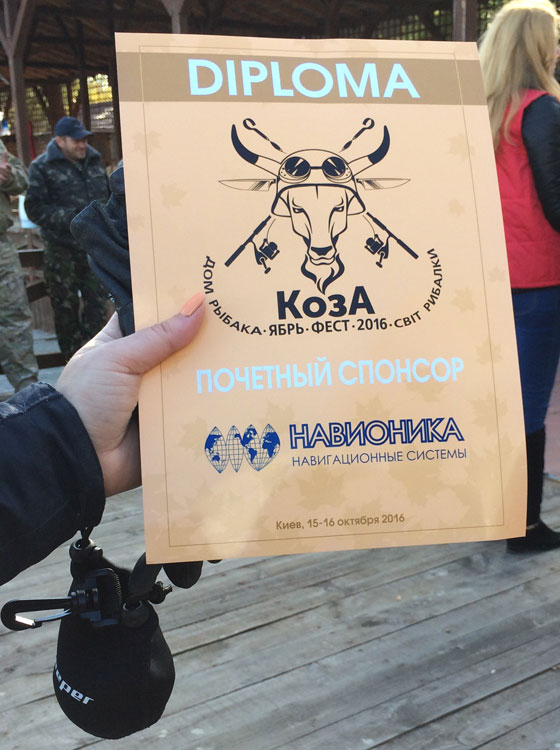 DIPLOMA
КозА
ДОМ РЫБАКА·ЯБРЬ·ФЕСТ·2016·СВІТ РИБАЛКИ
ПОЧЕТНЫЙ СПОНСОР
НАВИОНИКА
НАВИГАЦИОННЫЕ СИСТЕМЫ
Киев, 15-16 октября 2016